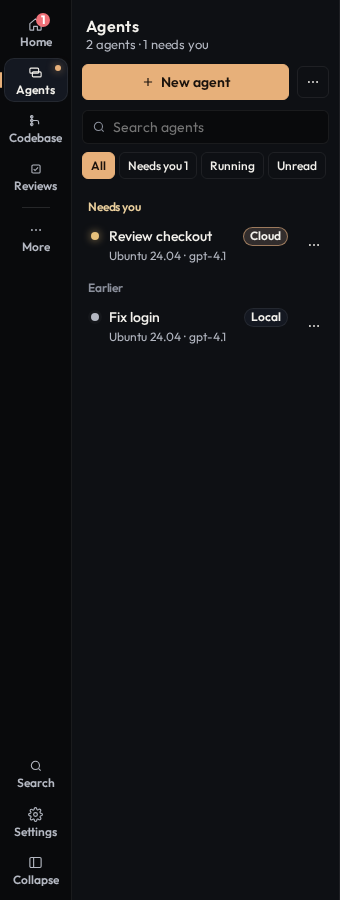 1
Home
Agents
Codebase
Reviews
More
Search
Settings
Collapse
Agents
2 agents · 1 needs you
+ New agent
Search agents
All Needs you 1 Running Unread
Needs you
Review checkout Cloud
Ubuntu 24.04 · gpt-4.1
Earlier
Fix login Local
Ubuntu 24.04 · gpt-4.1